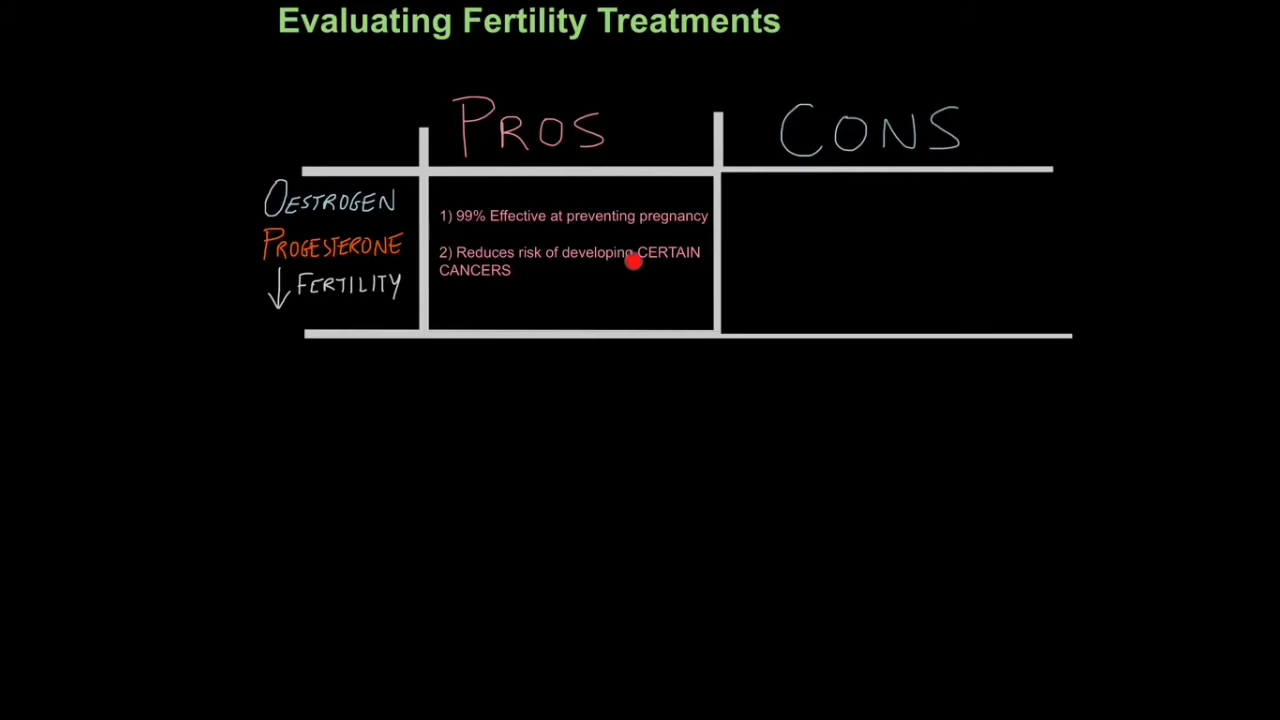 Evaluating Fertility Treatments
PROS
CONS
OESTROGEN
PROGESTERONE
↓ FERTILITY
1) 99% Effective at preventing pregnancy
2) Reduces risk of developing CERTAIN
CANCERS